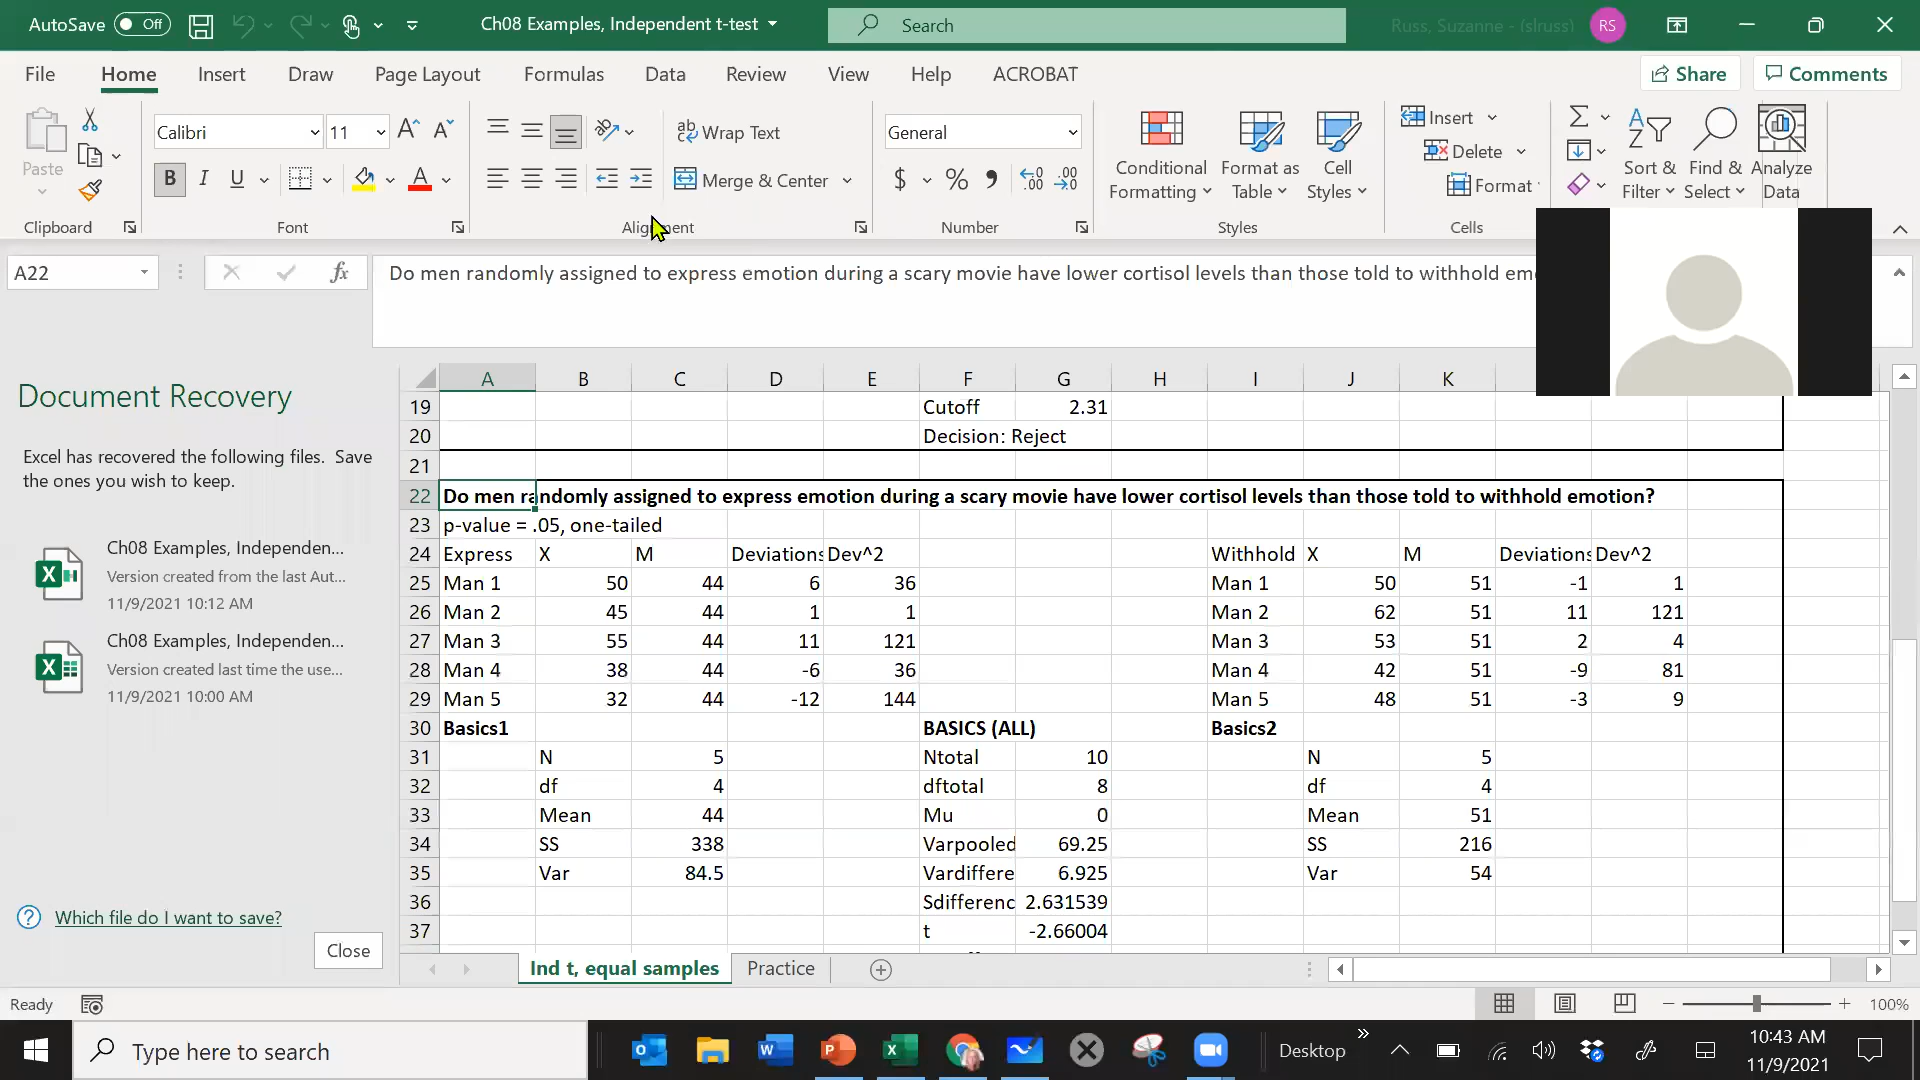 AutoSave Off Ch08 Examples, Independent t-test Search Russ, Suzanne - (slruss) RS
File Home Insert Draw Page Layout Formulas Data Review View Help ACROBAT Share Comments
Paste Calibri 11 Wrap Text General Conditional Formatting Format as Table Cell Styles Insert Sort & Filter Find & Select Analyze Data
B I U Merge & Center $ % Delete
Format
Clipboard Font Alignment Number Styles Cells
A22 fx Do men randomly assigned to express emotion during a scary movie have lower cortisol levels than those told to withhold em
Document Recovery
Excel has recovered the following files. Save
the ones you wish to keep.
Ch08 Examples, Independen...
Version created from the last Aut...
11/9/2021 10:12 AM
Ch08 Examples, Independen...
Version created last time the use...
11/9/2021 10:00 AM
Which file do I want to save?
Close
A B C D E F G H I J K
19 Cutoff 2.31
20 Decision: Reject
21
22 Do men randomly assigned to express emotion during a scary movie have lower cortisol levels than those told to withhold emotion?
23 p-value = .05, one-tailed
24 Express X M Deviations Dev^2 Withhold X M Deviations Dev^2
25 Man 1 50 44 6 36 Man 1 50 51 -1 1
26 Man 2 45 44 1 1 Man 2 62 51 11 121
27 Man 3 55 44 11 121 Man 3 53 51 2 4
28 Man 4 38 44 -6 36 Man 4 42 51 -9 81
29 Man 5 32 44 -12 144 Man 5 48 51 -3 9
30 Basics1 BASICS (ALL) Basics2
31 N 5 Ntotal 10 N 5
32 df 4 dftotal 8 df 4
33 Mean 44 Mu 0 Mean 51
34 SS 338 Varpooled 69.25 SS 216
35 Var 84.5 Vardiffere 6.925 Var 54
36 Sdifferenc 2.631539
37 t -2.66004
Ind t, equal samples Practice
Ready 100%
Type here to search Desktop 10:43 AM
11/9/2021